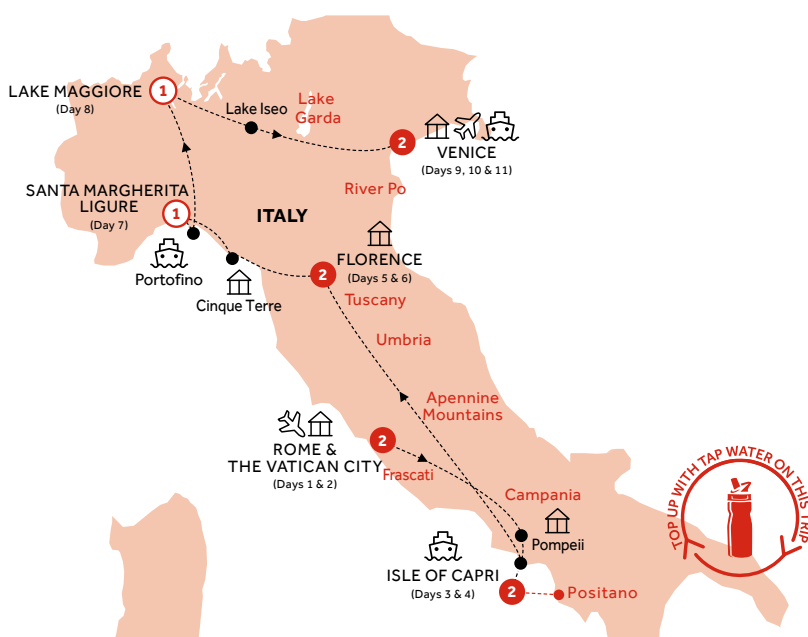 LAKE MAGGIORE
(Day 8)
1
Lake Iseo
Lake
Garda
2
VENICE
(Days 9, 10 & 11)
SANTA MARGHERITA
LIGURE
(Day 7)
1
River Po
ITALY
Portofino
Cinque Terre
2
FLORENCE
(Days 5 & 6)
Tuscany
Umbria
Apennine
Mountains
2
ROME &
THE VATICAN CITY
(Days 1 & 2)
Frascati
Campania
Pompeii
ISLE OF CAPRI
(Days 3 & 4)
2
Positano
TOP UP WITH TAP WATER ON THIS TRIP